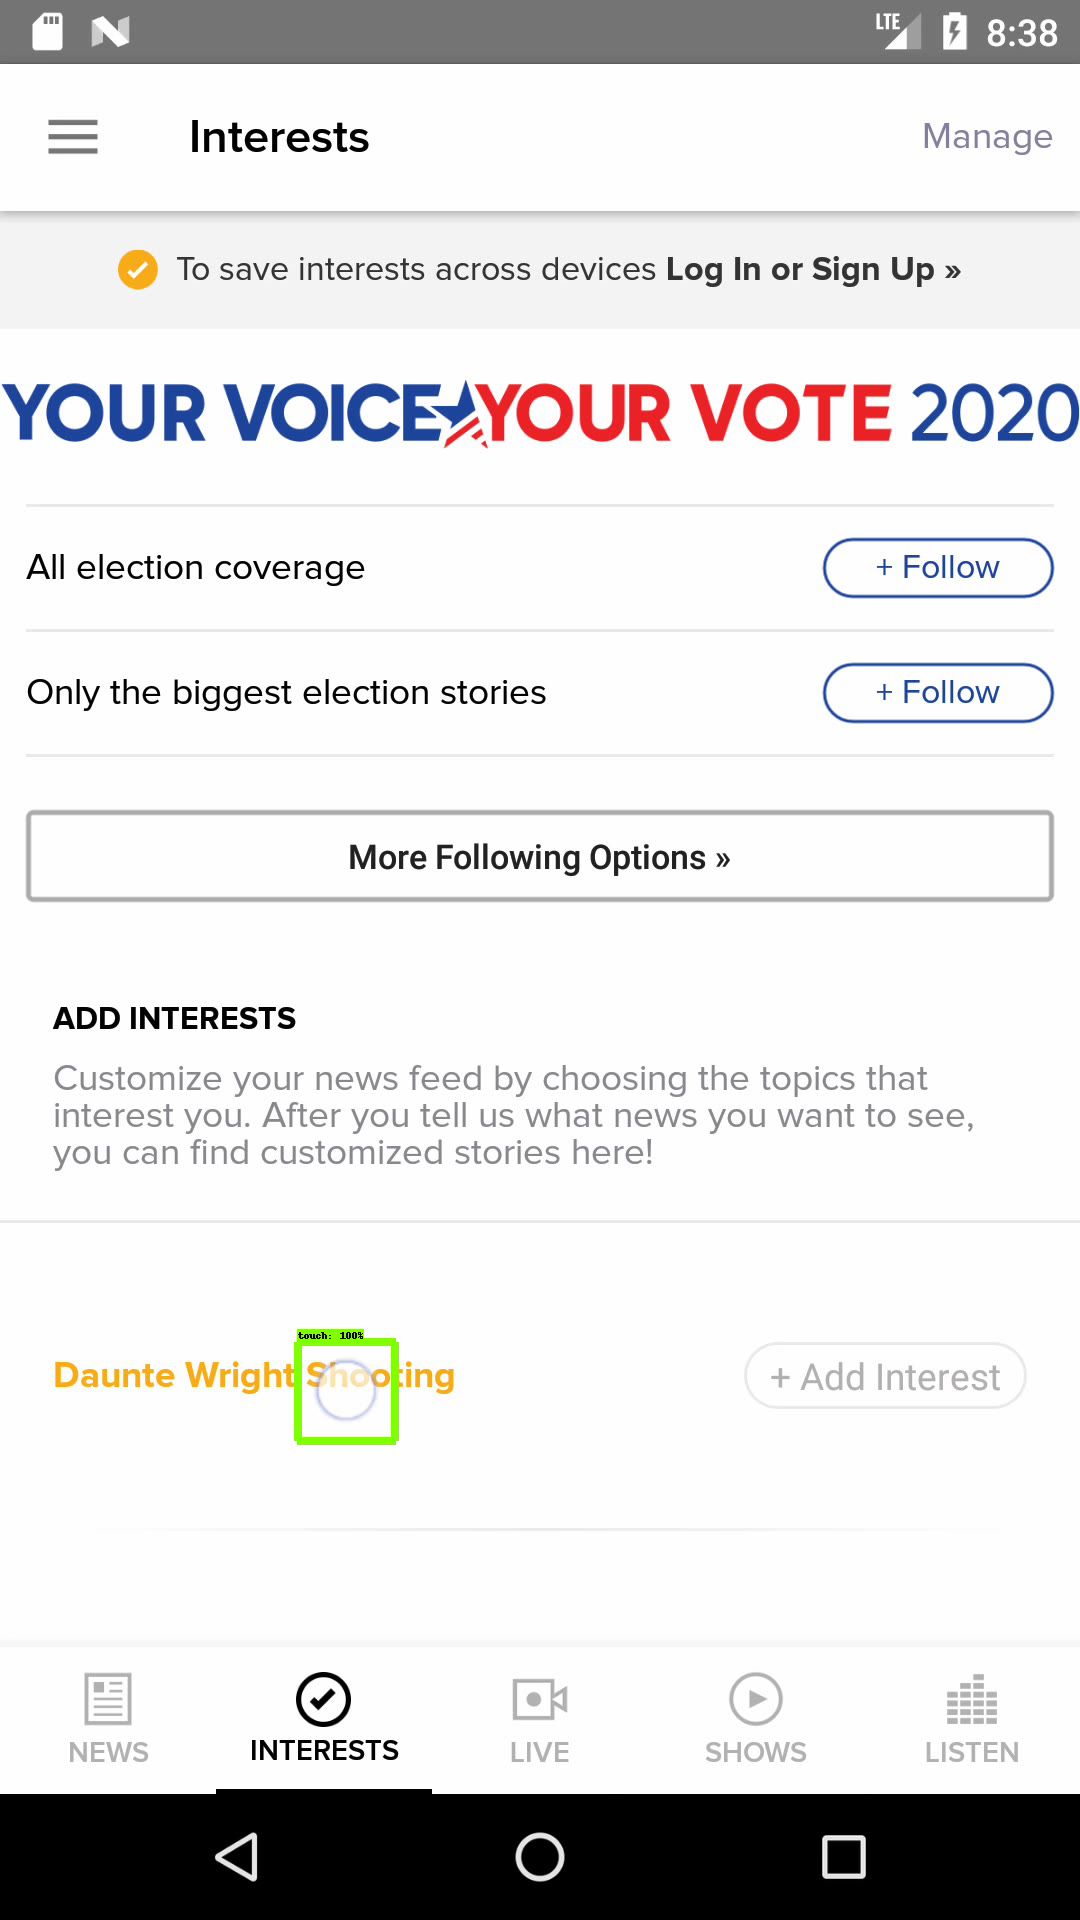 LTE 8:38
Interests Manage
To save interests across devices Log In or Sign Up »
YOUR VOICE YOUR VOTE 2020
All election coverage + Follow
Only the biggest election stories + Follow
More Following Options »
ADD INTERESTS
Customize your news feed by choosing the topics that
interest you. After you tell us what news you want to see,
you can find customized stories here!
touch: 100%
Daunte Wright Shooting + Add Interest
NEWS INTERESTS LIVE SHOWS LISTEN